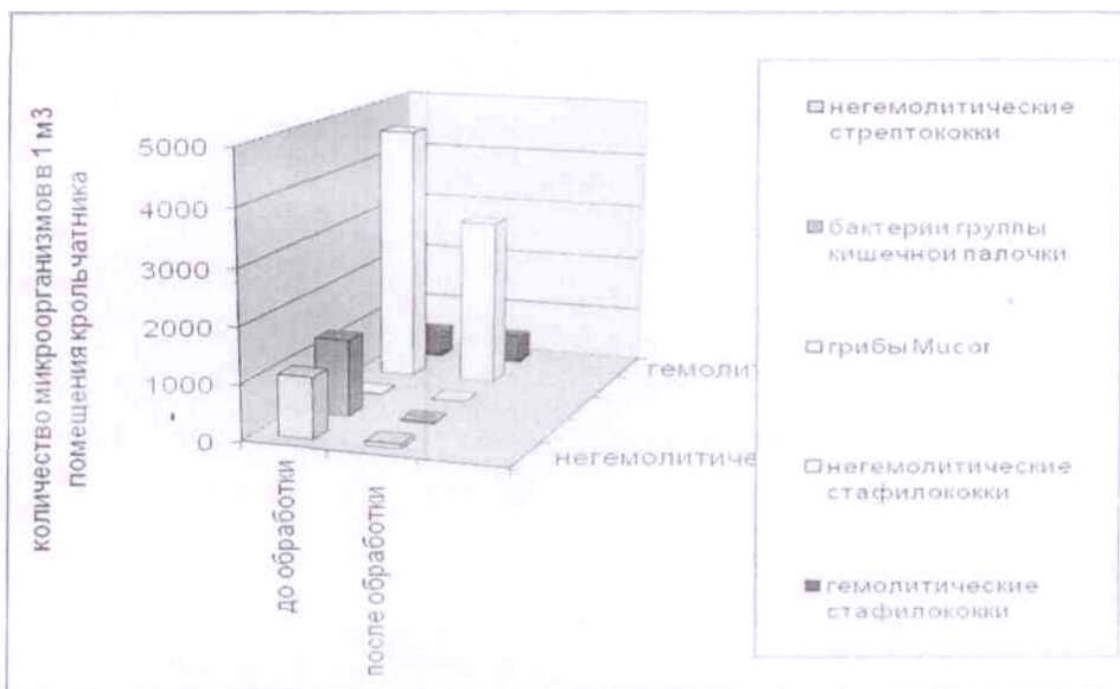 количество микроорганизмов в 1 м3
помещения крольчатника
5000
4000
3000
2000
1000
0
до обработки
после обработки
гемолит
негемолитичес
негемолитические
стрептококки
бактерии группы
кишечной палочки
грибы Mucor
негемолитические
стафилококки
гемолитические
стафилококки